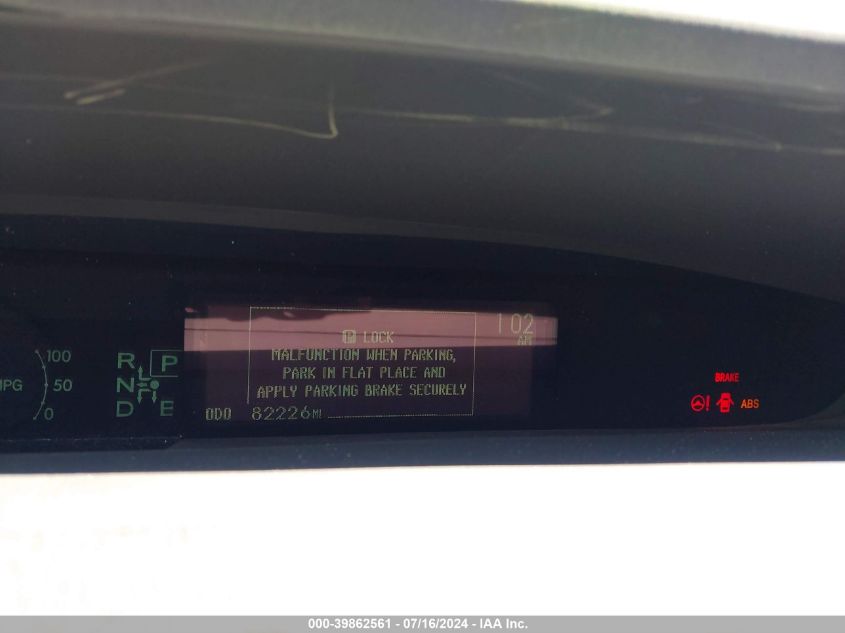 1 02
AM
P LOCK
MALFUNCTION WHEN PARKING,
PARK IN FLAT PLACE AND
APPLY PARKING BRAKE SECURELY
ODO 82226 MI
MPG
100
50
0
R P
N
D B
BRAKE
! ABS
000-39862561 - 07/16/2024 - IAA Inc.